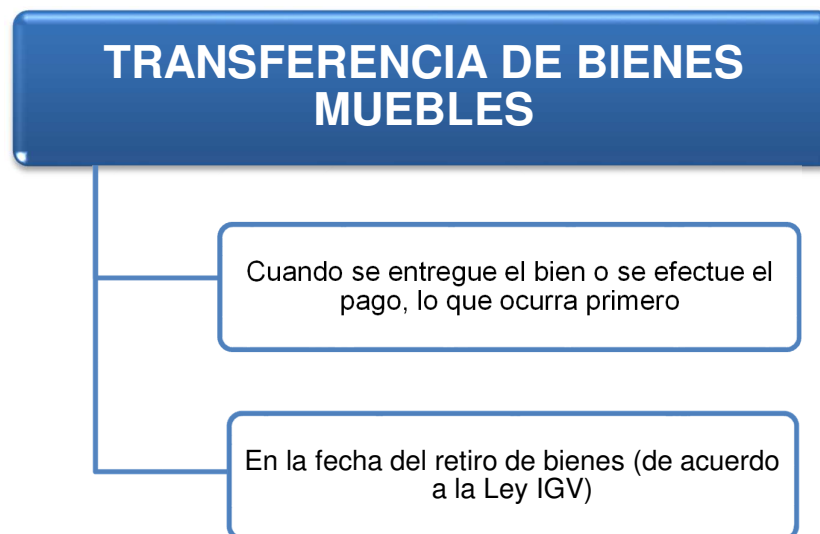 TRANSFERENCIA DE BIENES
MUEBLES
Cuando se entregue el bien o se efectue el
pago, lo que ocurra primero
En la fecha del retiro de bienes (de acuerdo
a la Ley IGV)